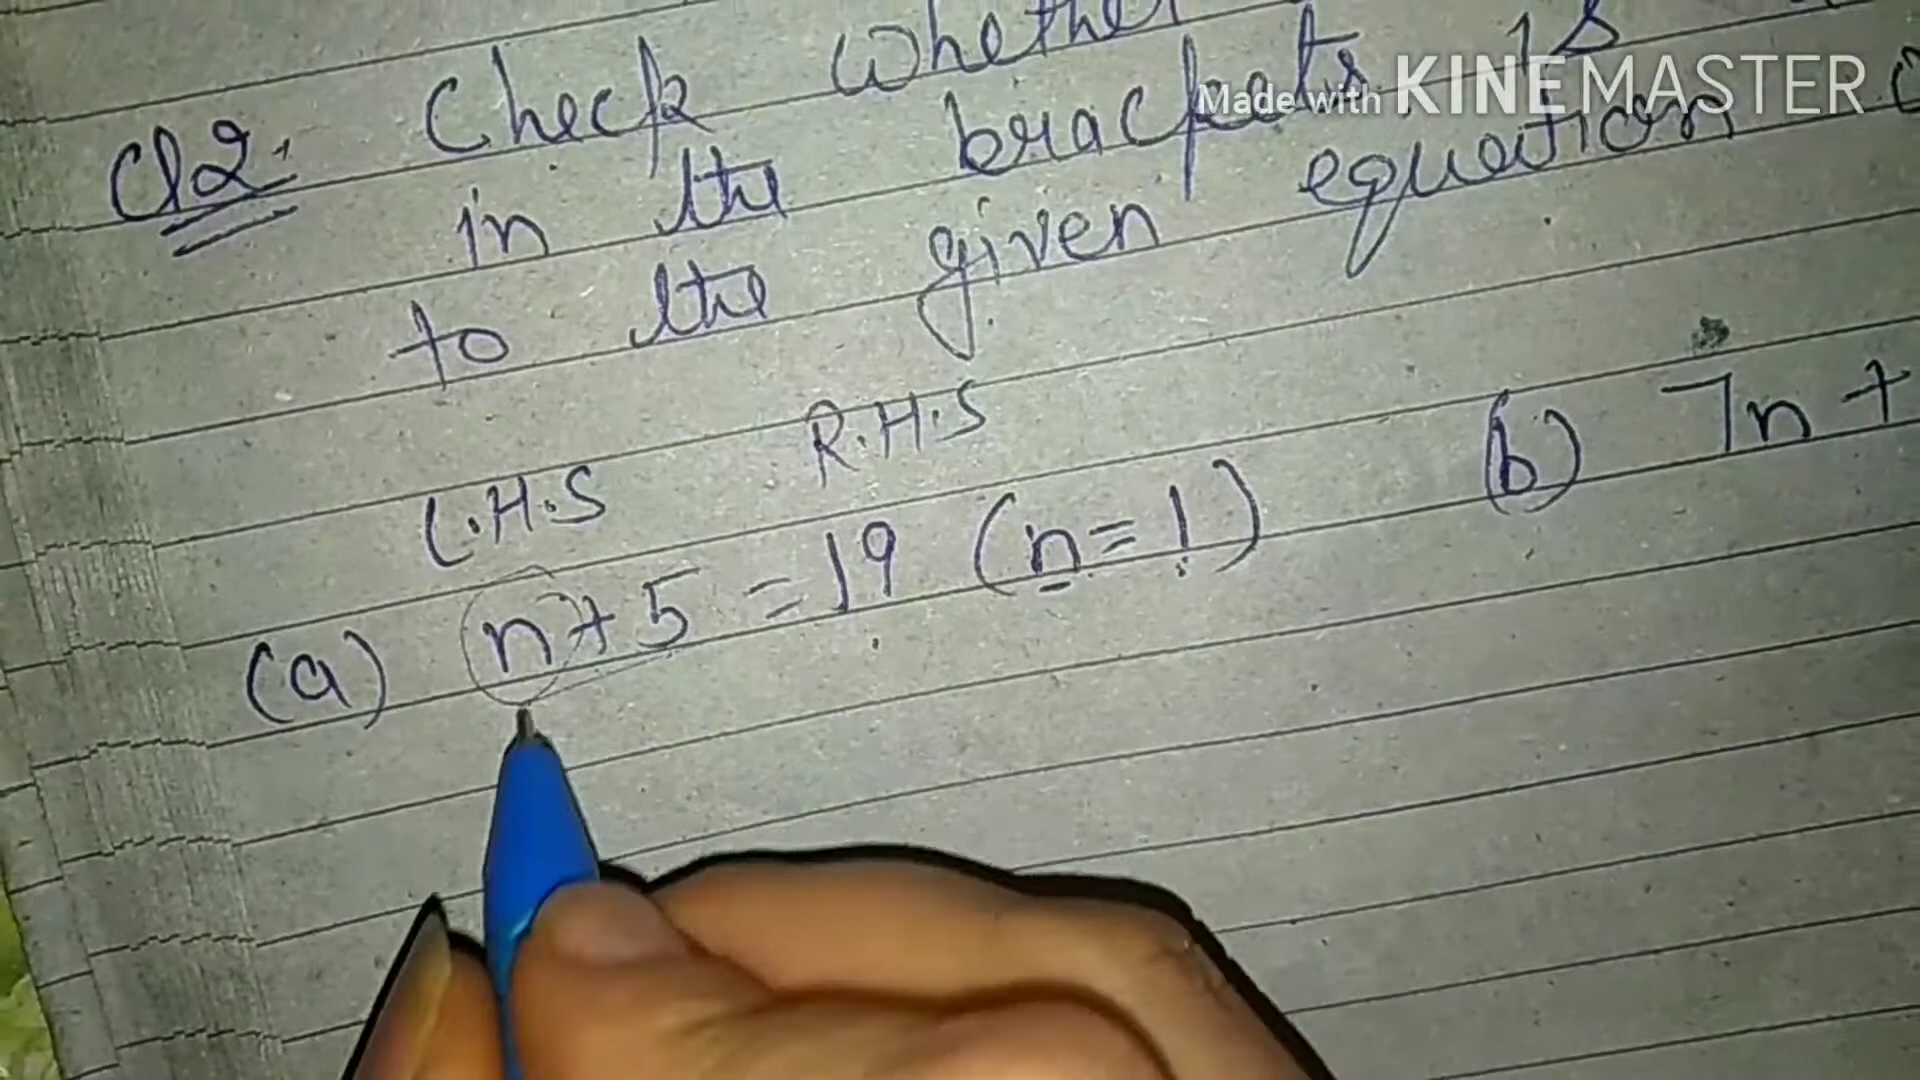 Q2. Check Whether
in the brackets is
to the given equation
L.H.S R.H.S
(a) n+5 =19 (n=1) (b) 7n +
Made with KINEMASTER